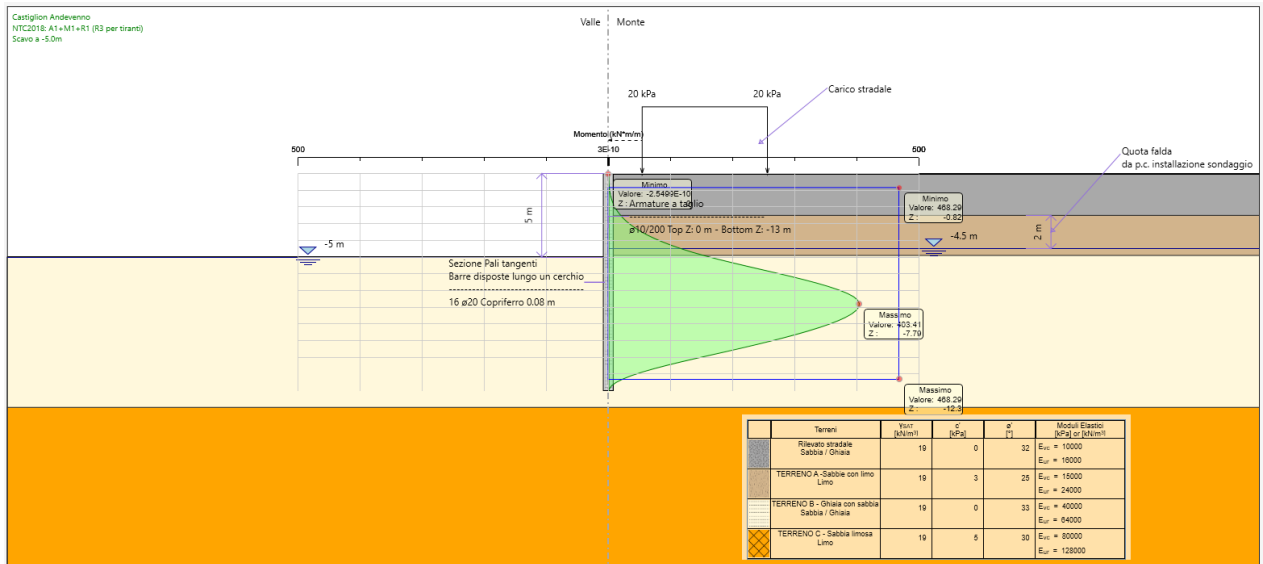 Castiglion Andevenno
NTC2018: A1+M1+R1 (R3 per tiranti)
Scavo a -5.0m
Valle
Monte
20 kPa
20 kPa
Carico stradale
Momento (kN*m/m)
500
3E-10
500
Quota falda
da p.c. installazione sondaggio
Minimo
Valore: -2.5499E-10
Z :
Armature a taglio
ø10/200 Top Z: 0 m - Bottom Z: -13 m
Minimo
Valore: 468.29
Z : -0.82
5 m
-5 m
-4.5 m
2 m
Sezione Pali tangenti
Barre disposte lungo un cerchio
16 ø20 Copriferro 0.08 m
Massimo
Valore: 403.41
Z : -7.79
Massimo
Valore: 468.29
Z : -12.3
Terreni γSAT [kN/m³] c' [kPa] ø' [°] Moduli Elastici [kPa] or [kN/m³]
Rilevato stradale
Sabbia / Ghiaia
19 0 32
Evc = 10000
Eur = 16000
TERRENO A -Sabbie con limo
Limo
19 3 25
Evc = 15000
Eur = 24000
TERRENO B - Ghiaia con sabbia
Sabbia / Ghiaia
19 0 33
Evc = 40000
Eur = 64000
TERRENO C - Sabbia limosa
Limo
19 5 30
Evc = 80000
Eur = 128000